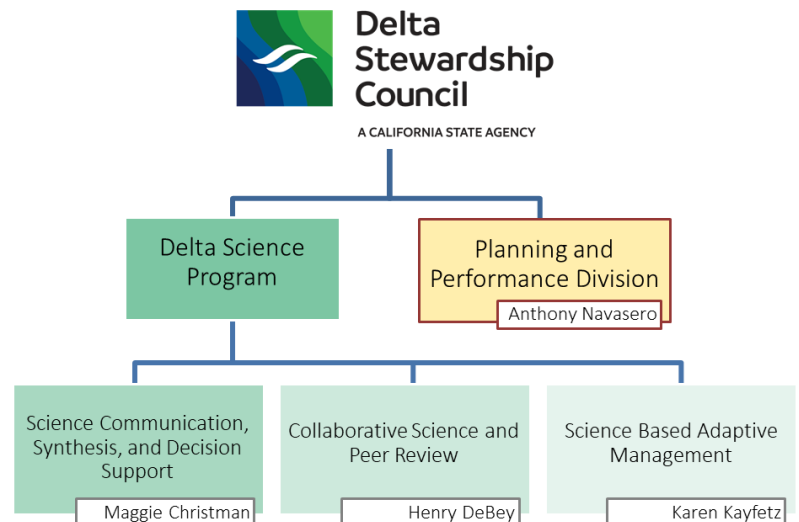 Delta
Stewardship
Council
A CALIFORNIA STATE AGENCY
Delta Science
Program
Planning and
Performance Division
Anthony Navasero
Science Communication,
Synthesis, and Decision
Support
Maggie Christman
Collaborative Science and
Peer Review
Henry DeBey
Science Based Adaptive
Management
Karen Kayfetz